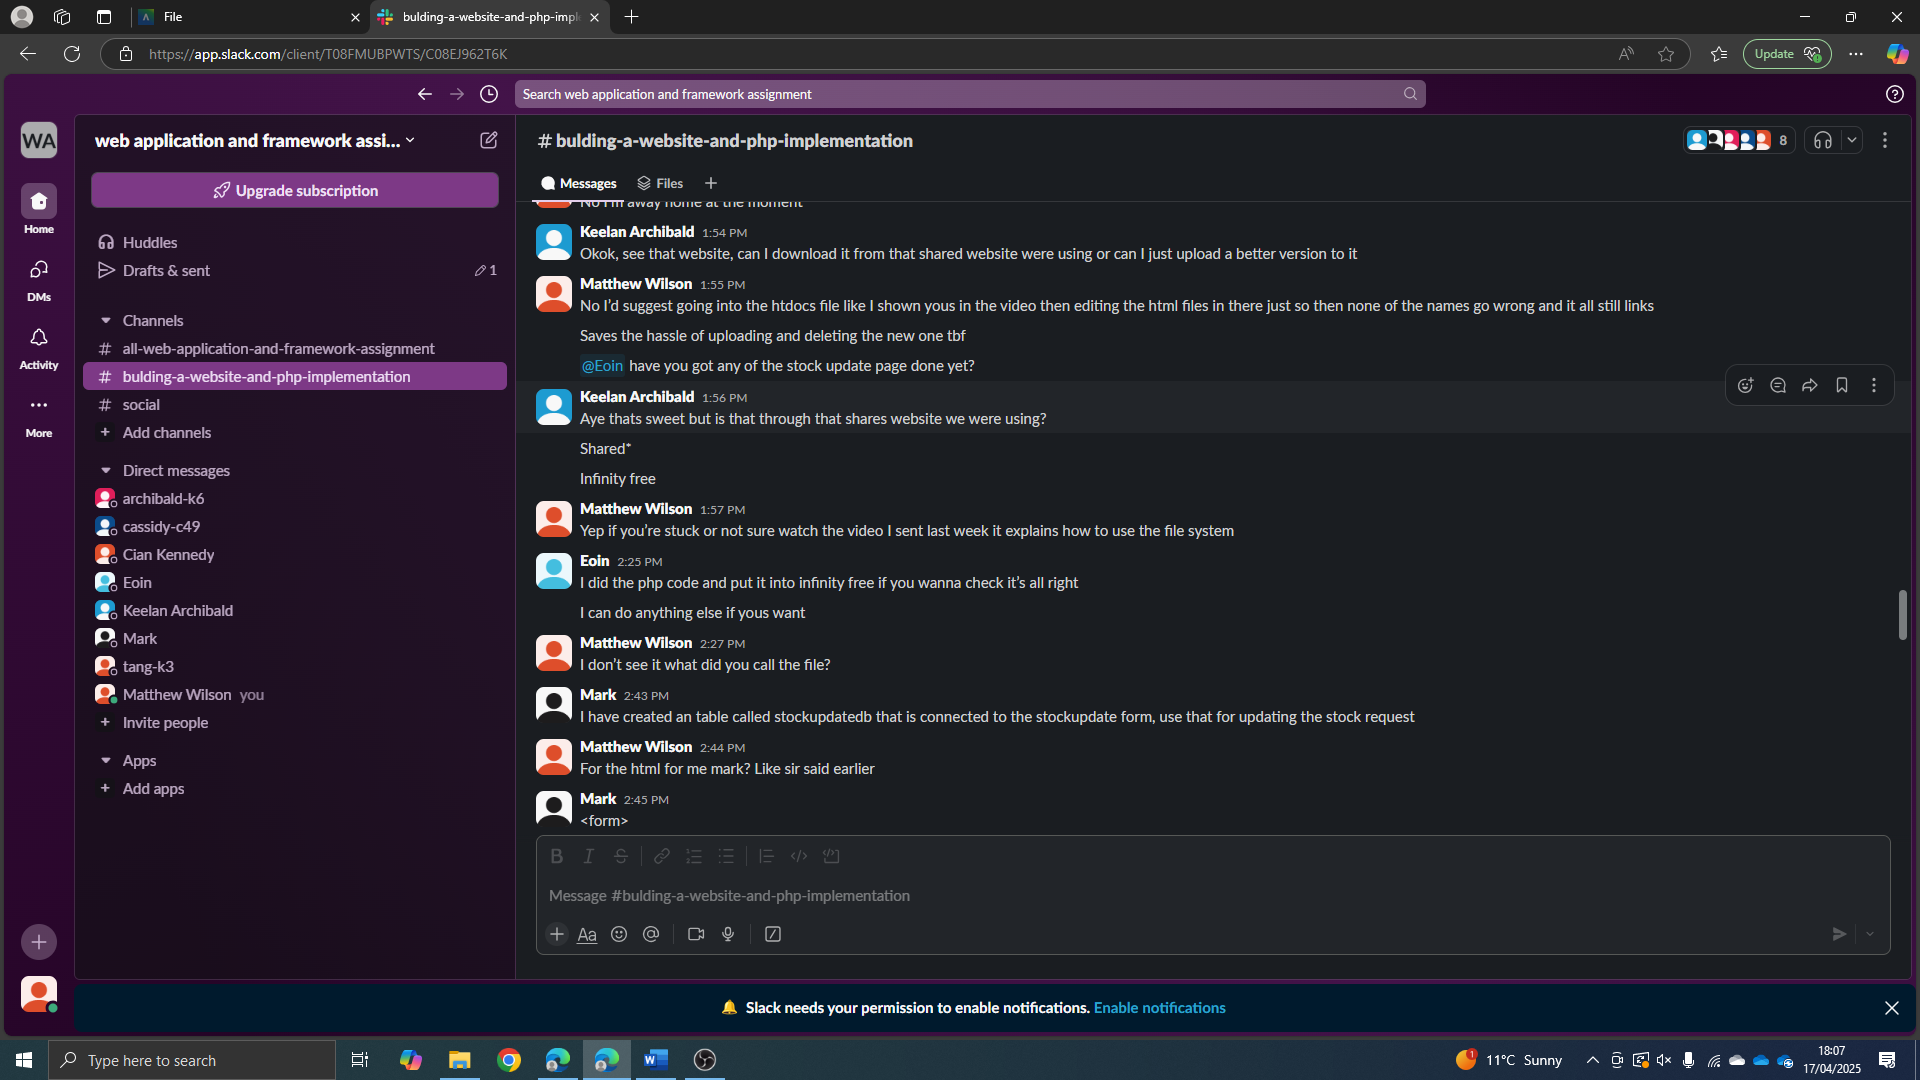 File
bulding-a-website-and-php-impl
https://app.slack.com/client/T08FMUBPWTS/C08EJ962T6K
Update
Search web application and framework assignment
WA
web application and framework assi...
# bulding-a-website-and-php-implementation
8
Upgrade subscription
Messages
Files
Home
DMs
Activity
More
Huddles
Drafts & sent
1
Channels
# all-web-application-and-framework-assignment
# bulding-a-website-and-php-implementation
# social
+ Add channels
Direct messages
archibald-k6
cassidy-c49
Cian Kennedy
Eoin
Keelan Archibald
Mark
tang-k3
Matthew Wilson you
+ Invite people
Apps
+ Add apps
No I'm away home at the moment
Keelan Archibald 1:54 PM
Okok, see that website, can I download it from that shared website were using or can I just upload a better version to it
Matthew Wilson 1:55 PM
No I'd suggest going into the htdocs file like I shown yous in the video then editing the html files in there just so then none of the names go wrong and it all still links
Saves the hassle of uploading and deleting the new one tbf
@Eoin have you got any of the stock update page done yet?
Keelan Archibald 1:56 PM
Aye thats sweet but is that through that shares website we were using?
Shared*
Infinity free
Matthew Wilson 1:57 PM
Yep if you're stuck or not sure watch the video I sent last week it explains how to use the file system
Eoin 2:25 PM
I did the php code and put it into infinity free if you wanna check it's all right
I can do anything else if yous want
Matthew Wilson 2:27 PM
I don't see it what did you call the file?
Mark 2:43 PM
I have created an table called stockupdatedb that is connected to the stockupdate form, use that for updating the stock request
Matthew Wilson 2:44 PM
For the html for me mark? Like sir said earlier
Mark 2:45 PM
<form>
Message #bulding-a-website-and-php-implementation
Aa
Slack needs your permission to enable notifications. Enable notifications
Type here to search
1
11°C Sunny
18:07
17/04/2025